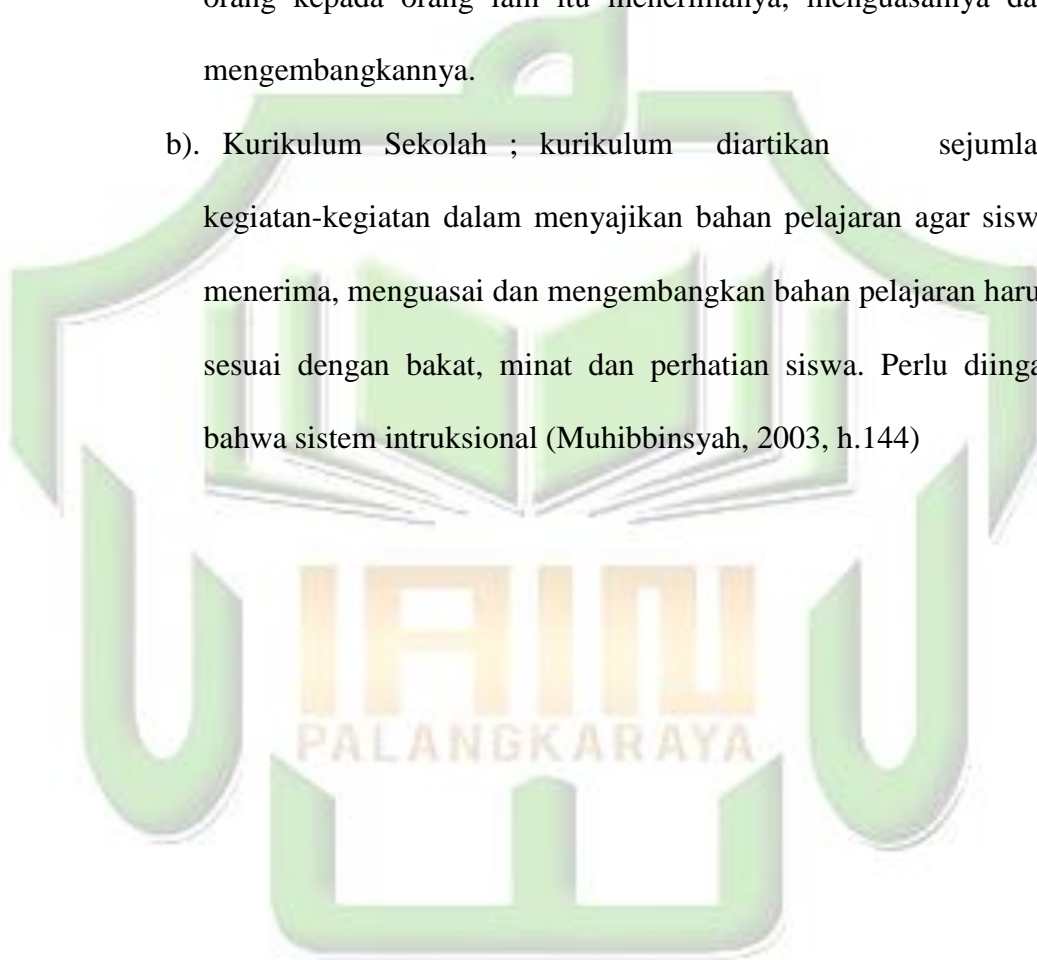 orang kepada orang lain itu menerimanya, menguasainya da
mengembangkannya.
b). Kurikulum Sekolah ; kurikulum diartikan sejumla
kegiatan-kegiatan dalam menyajikan bahan pelajaran agar sisw
menerima, menguasai dan mengembangkan bahan pelajaran haru
sesuai dengan bakat, minat dan perhatian siswa. Perlu diinga
bahwa sistem intruksional (Muhibbinsyah, 2003, h.144)
IAIN
PALANGKARAYA